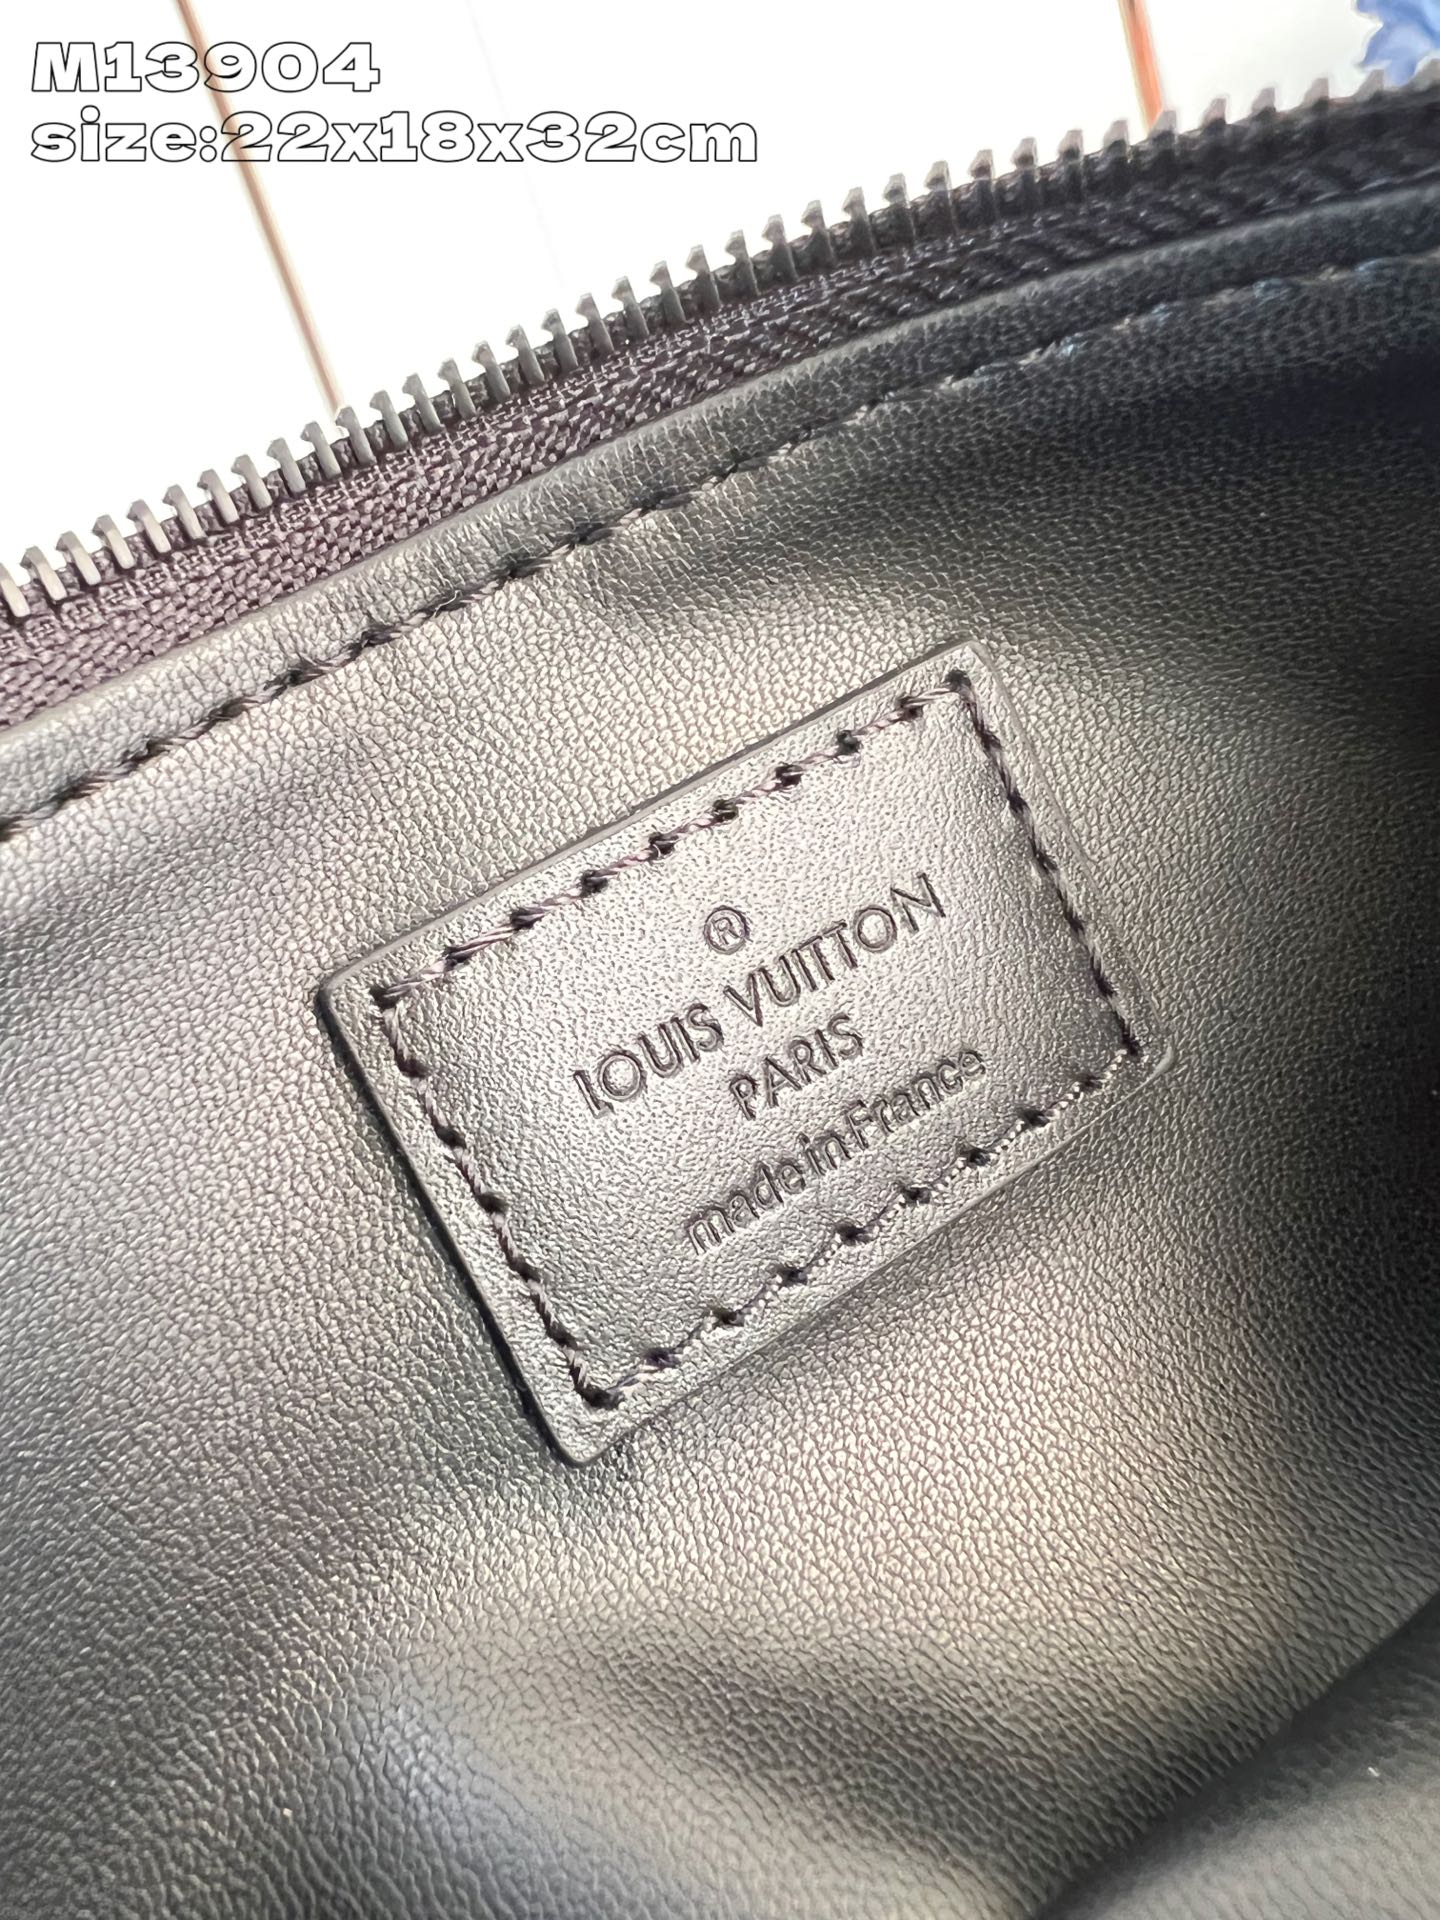 M13904
size:22x18x32cm
®
LOUIS VUITTON
PARIS
made in France